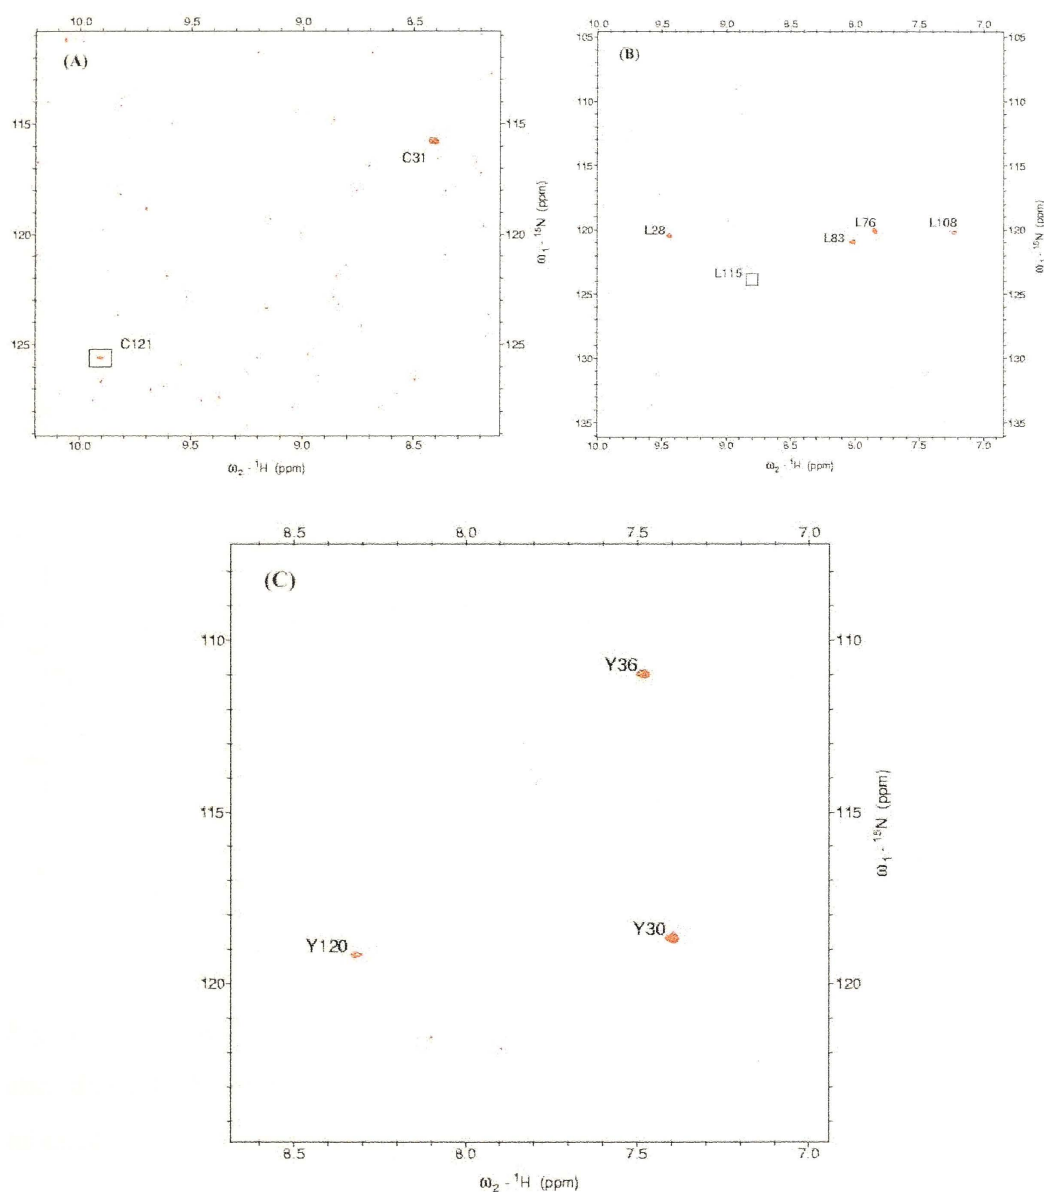 10.0 9.5 9.0 8.5
(A)
115 115
C31
120 120
ω1 - 15N (ppm)
C121
125 125
10.0 9.5 9.0 8.5
ω2 - 1H (ppm)
10.0 9.5 9.0 8.5 8.0 7.5 7.0
105 105
(B)
110 110
115 115
L28 L83 L76 L108
120 120
ω1 - 15N (ppm)
L115
125 125
130 130
135 135
10.0 9.5 9.0 8.5 8.0 7.5 7.0
ω2 - 1H (ppm)
8.5 8.0 7.5 7.0
(C)
110 110
Y36
115 115
ω1 - 15N (ppm)
Y30
Y120
120 120
8.5 8.0 7.5 7.0
ω2 - 1H (ppm)